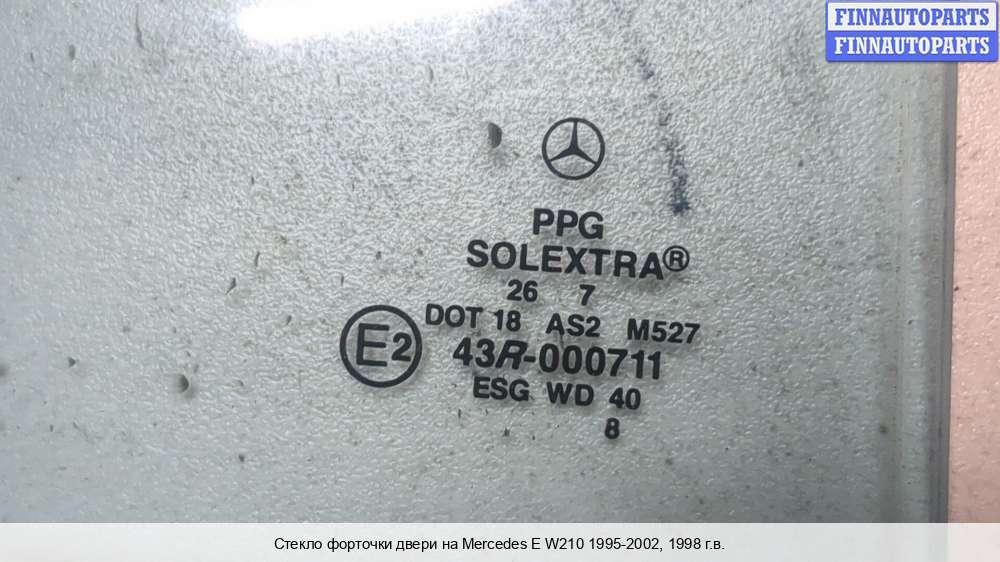 FINNAUTOPARTS
FINNAUTOPARTS
PPG
SOLEXTRA®
26 7
DOT 18 AS2 M527
E2 43R-000711
ESG WD 40
8
Стекло форточки двери на Mercedes E W210 1995-2002, 1998 г.в.